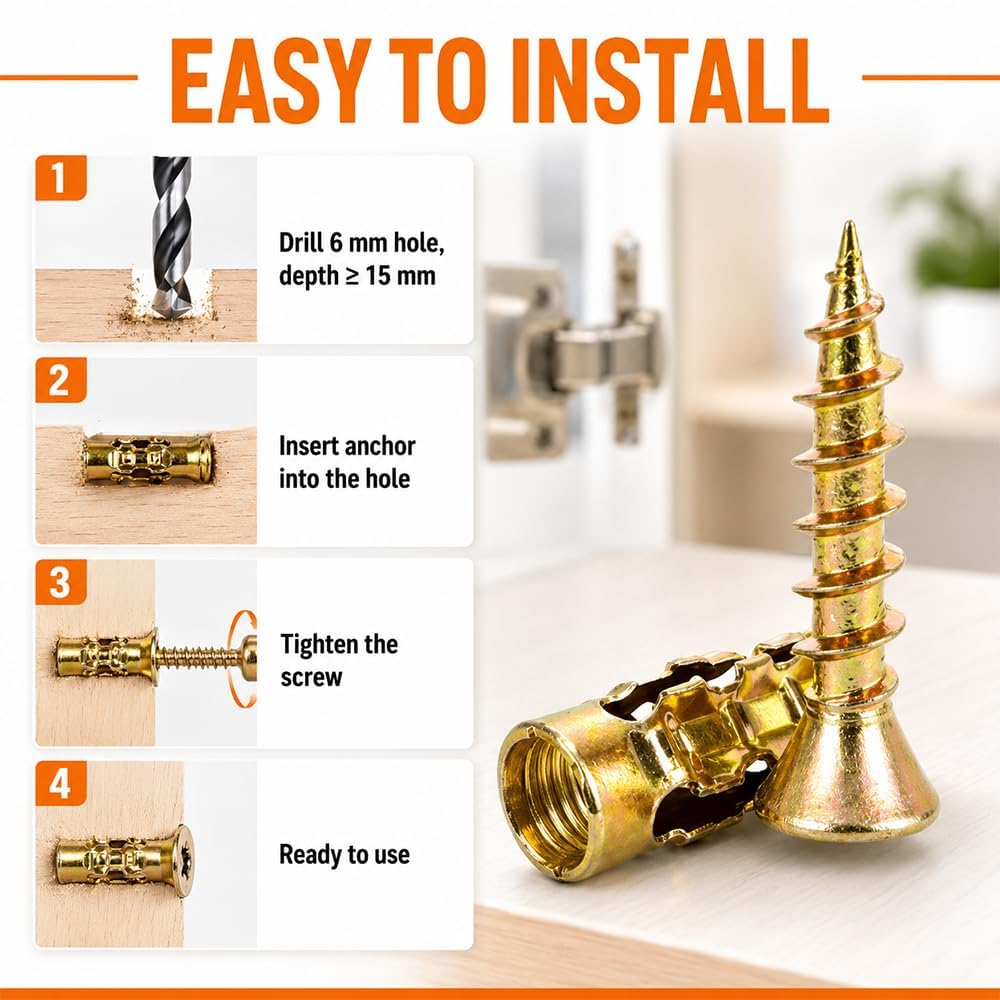 EASY TO INSTALL
1
Drill 6 mm hole,
depth ≥ 15 mm
2
Insert anchor
into the hole
3
Tighten the
screw
4
Ready to use